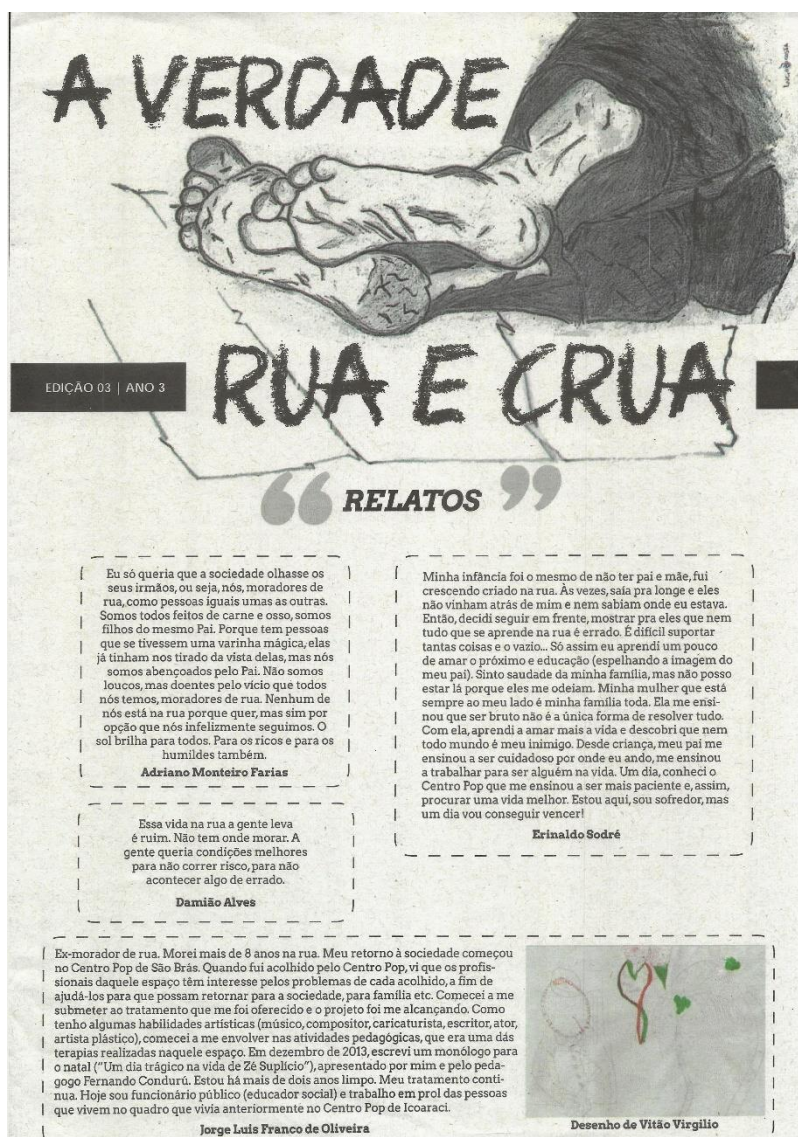 A VERDADE
RUA E CRUA
EDIÇÃO 03 | ANO 3
“ RELATOS ”
Eu só queria que a sociedade olhasse os
seus irmãos, ou seja, nós, moradores de
rua, como pessoas iguais umas as outras.
Somos todos feitos de carne e osso, somos
filhos do mesmo Pai. Porque tem pessoas
que se tivessem uma varinha mágica, elas
já tinham nos tirado da vista delas, mas nós
somos abençoados pelo Pai. Não somos
loucos, mas doentes pelo vício que todos
nós temos, moradores de rua. Nenhum de
nós está na rua porque quer, mas sim por
opção que nós infelizmente seguimos. O
sol brilha para todos. Para os ricos e para os
humildes também.
Adriano Monteiro Farias
Essa vida na rua a gente leva
é ruim. Não tem onde morar. A
gente queria condições melhores
para não correr risco, para não
acontecer algo de errado.
Damião Alves
Minha infância foi o mesmo de não ter pai e mãe, fui
crescendo criado na rua. Às vezes, saía pra longe e eles
não vinham atrás de mim e nem sabiam onde eu estava.
Então, decidi seguir em frente, mostrar pra eles que nem
tudo que se aprende na rua é errado. É difícil suportar
tantas coisas e o vazio... Só assim eu aprendi um pouco
de amar o próximo e educação (espelhando a imagem do
meu pai). Sinto saudade da minha família, mas não posso
estar lá porque eles me odeiam. Minha mulher que está
sempre ao meu lado é minha família toda. Ela me ensi-
nou que ser bruto não é a única forma de resolver tudo.
Com ela, aprendi a amar mais a vida e descobri que nem
todo mundo é meu inimigo. Desde criança, meu pai me
ensinou a ser cuidadoso por onde eu ando, me ensinou
a trabalhar para ser alguém na vida. Um dia, conheci o
Centro Pop que me ensinou a ser mais paciente e, assim,
procurar uma vida melhor. Estou aqui, sou sofredor, mas
um dia vou conseguir vencer!
Erinaldo Sodré
Ex-morador de rua. Morei mais de 8 anos na rua. Meu retorno à sociedade começou
no Centro Pop de São Brás. Quando fui acolhido pelo Centro Pop, vi que os profis-
sionais daquele espaço têm interesse pelos problemas de cada acolhido, a fim de
ajudá-los para que possam retornar para a sociedade, para família etc. Comecei a me
submeter ao tratamento que me foi oferecido e o projeto foi me alcançando. Como
tenho algumas habilidades artísticas (músico, compositor, caricaturista, escritor, ator,
artista plástico), comecei a me envolver nas atividades pedagógicas, que era uma das
terapias realizadas naquele espaço. Em dezembro de 2013, escrevi um monólogo para
o natal (“Um dia trágico na vida de Zé Suplício”), apresentado por mim e pelo peda-
gogo Fernando Condurú. Estou há mais de dois anos limpo. Meu tratamento conti-
nua. Hoje sou funcionário público (educador social) e trabalho em prol das pessoas
que vivem no quadro que vivia anteriormente no Centro Pop de Icoaraci.
Jorge Luis Franco de Oliveira
Desenho de Vitão Virgilio